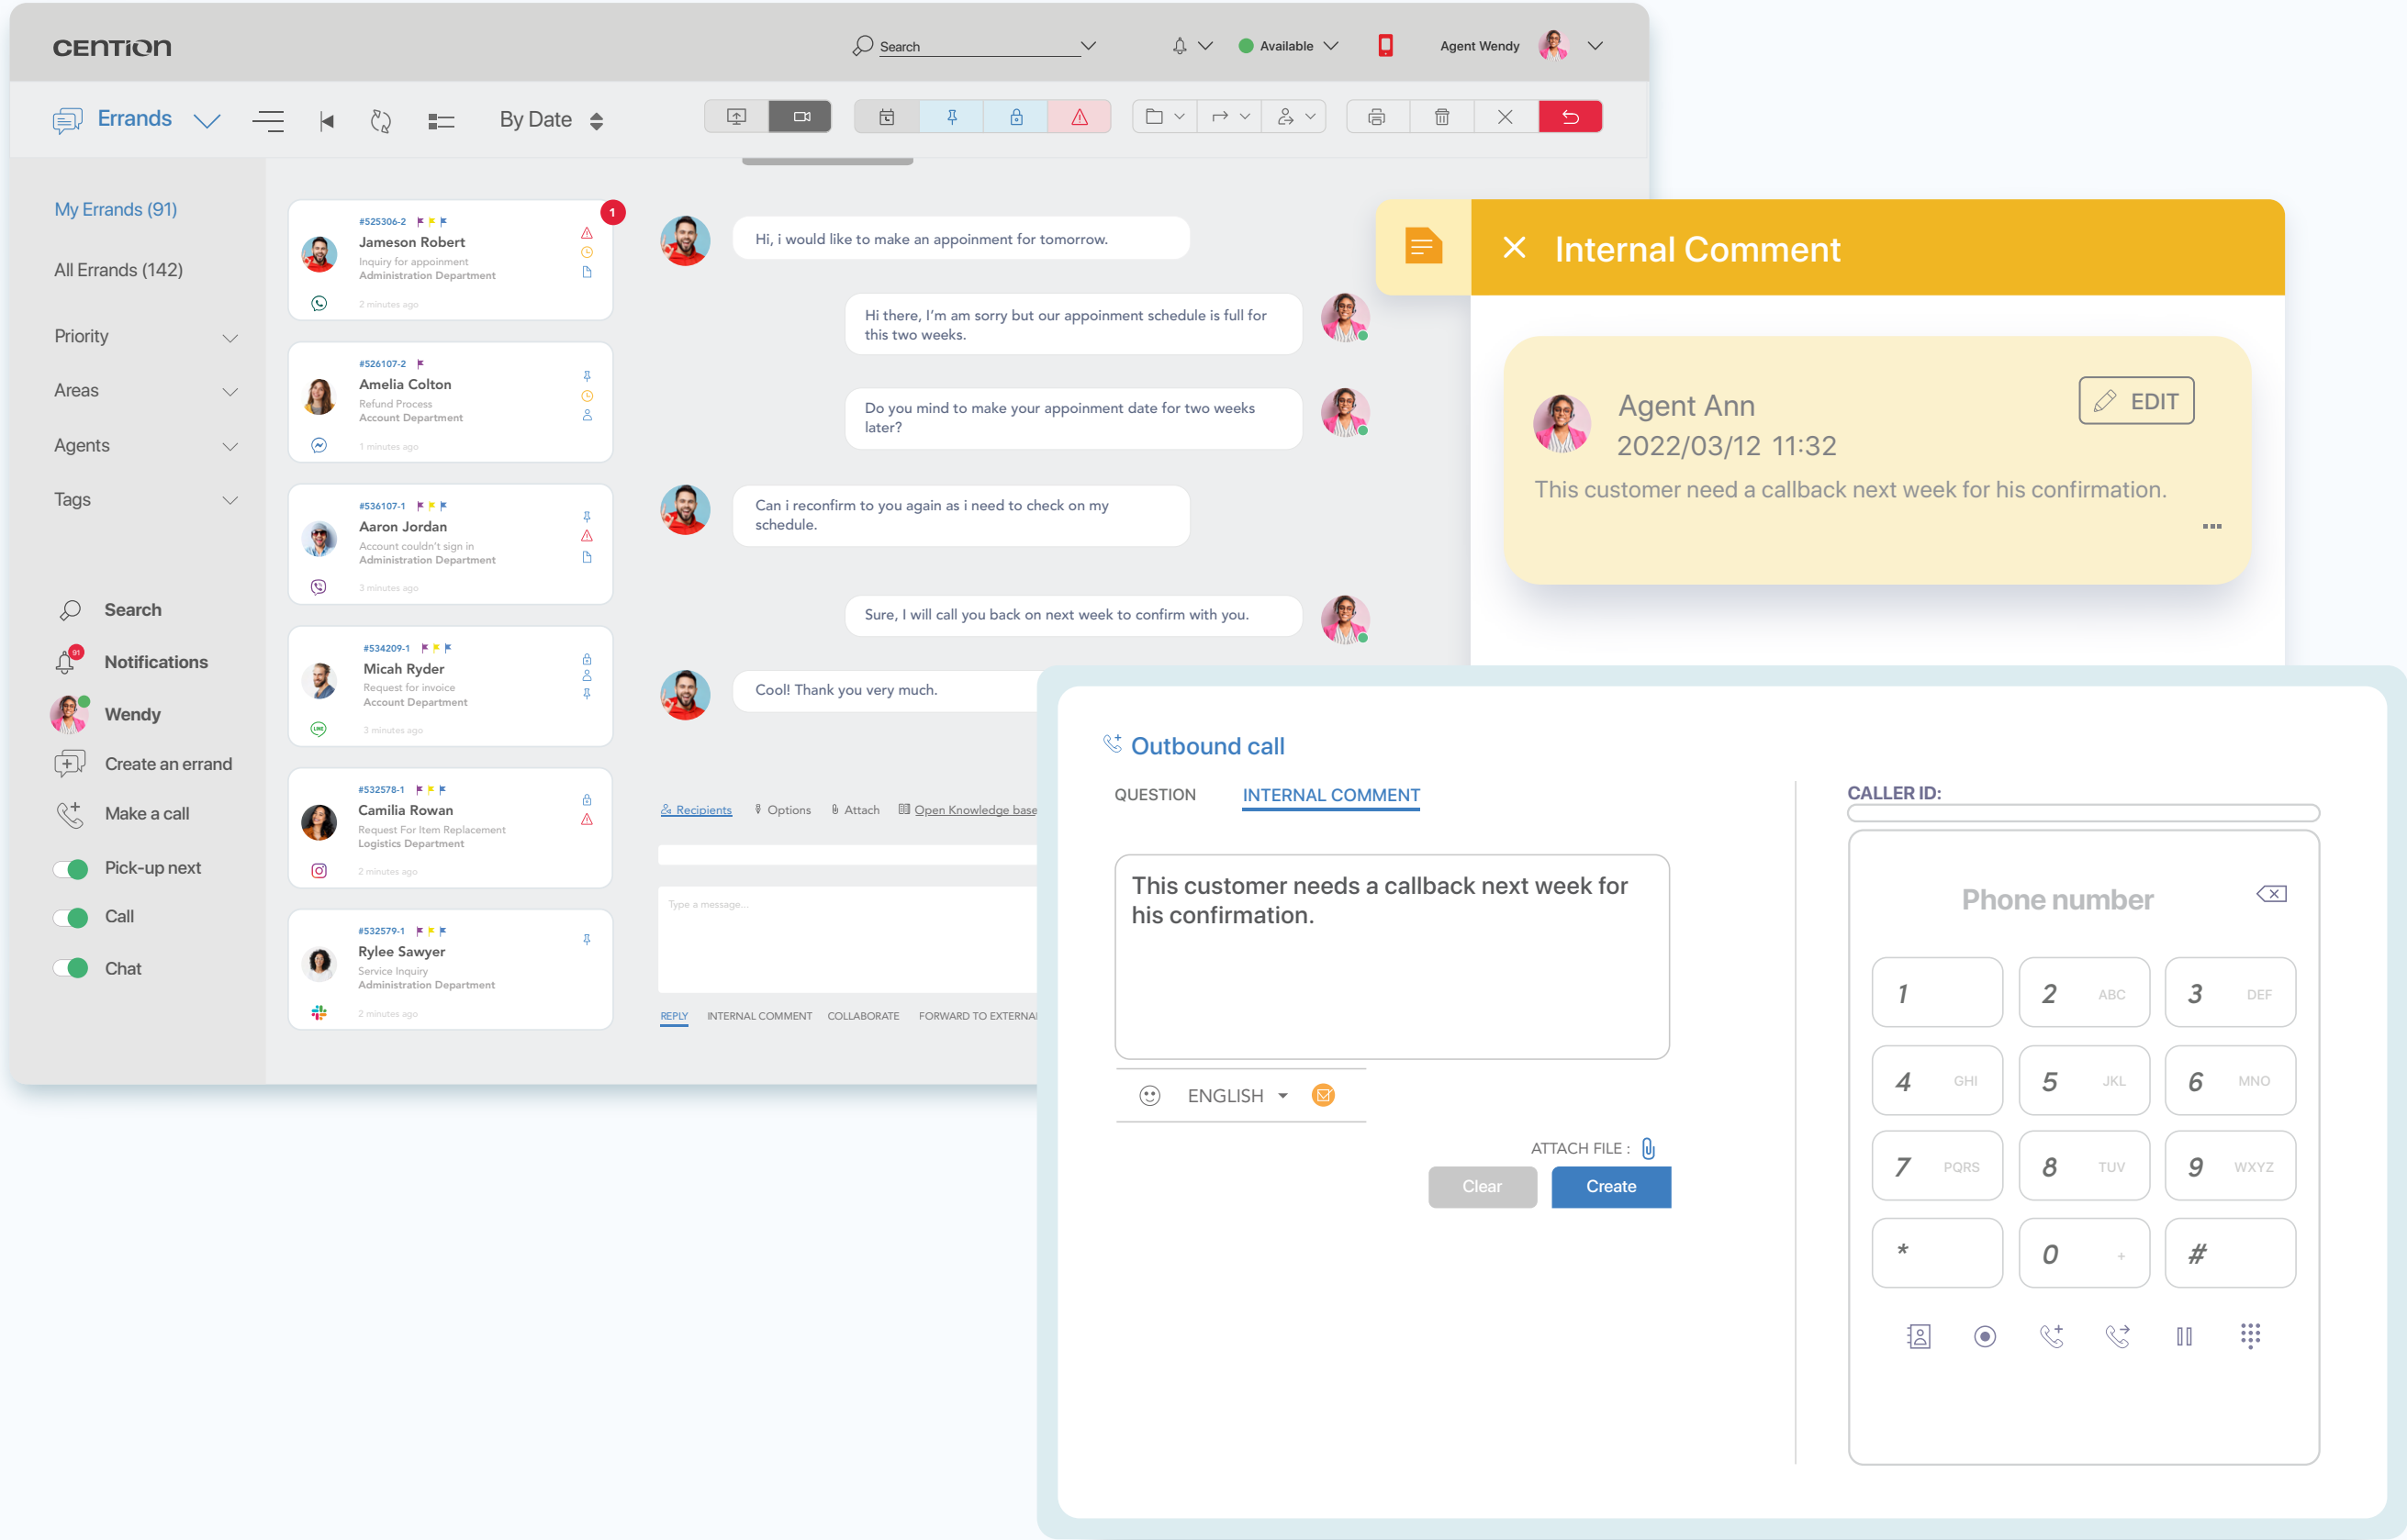 CENTION
Search
Available
Agent Wendy
Errands
By Date
My Errands (91)
All Errands (142)
Priority
Areas
Agents
Tags
Search
91
Notifications
Wendy
Create an errand
Make a call
Pick-up next
Call
Chat
1
#525306-2
Jameson Robert
Inquiry for appoinment
Administration Department
2 minutes ago
#526107-2
Amelia Colton
Refund Process
Account Department
1 minutes ago
#536107-1
Aaron Jordan
Account couldn't sign in
Administration Department
3 minutes ago
#534209-1
Micah Ryder
Request for invoice
Account Department
LINE
3 minutes ago
#532578-1
Camilia Rowan
Request For Item Replacement
Logistics Department
2 minutes ago
#532579-1
Rylee Sawyer
Service Inquiry
Administration Department
2 minutes ago
Hi, i would like to make an appoinment for tomorrow.
Hi there, I'm am sorry but our appoinment schedule is full for
this two weeks.
Do you mind to make your appoinment date for two weeks
later?
Can i reconfirm to you again as i need to check on my
schedule.
Sure, I will call you back on next week to confirm with you.
Cool! Thank you very much.
Recipients Options Attach Open Knowledge base
Type a message...
REPLY INTERNAL COMMENT COLLABORATE FORWARD TO EXTERNAL
Internal Comment
Agent Ann
EDIT
2022/03/12 11:32
This customer need a callback next week for his confirmation.
Outbound call
QUESTION INTERNAL COMMENT
This customer needs a callback next week for
his confirmation.
ENGLISH
ATTACH FILE :
Clear Create
CALLER ID:
Phone number
1 2 ABC 3 DEF
4 GHI 5 JKL 6 MNO
7 PQRS 8 TUV 9 WXYZ
* 0 + #